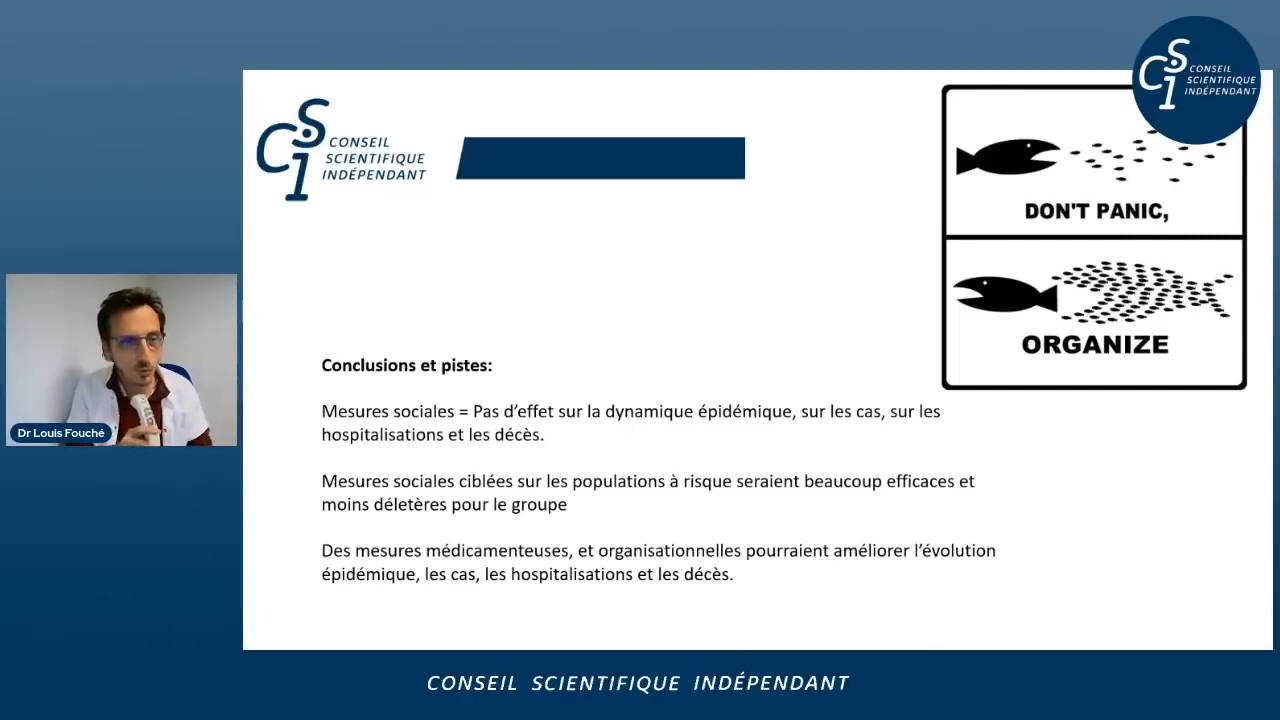 CONSEIL
SCIENTIFIQUE
INDÉPENDANT
CSI
CONSEIL
SCIENTIFIQUE
INDÉPENDANT
CSI
DON'T PANIC,
ORGANIZE
Conclusions et pistes:
Mesures sociales = Pas d’effet sur la dynamique épidémique, sur les cas, sur les
hospitalisations et les décès.
Mesures sociales ciblées sur les populations à risque seraient beaucoup efficaces et
moins déletères pour le groupe
Des mesures médicamenteuses, et organisationnelles pourraient améliorer l’évolution
épidémique, les cas, les hospitalisations et les décès.
Dr Louis Fouché
CONSEIL SCIENTIFIQUE INDÉPENDANT